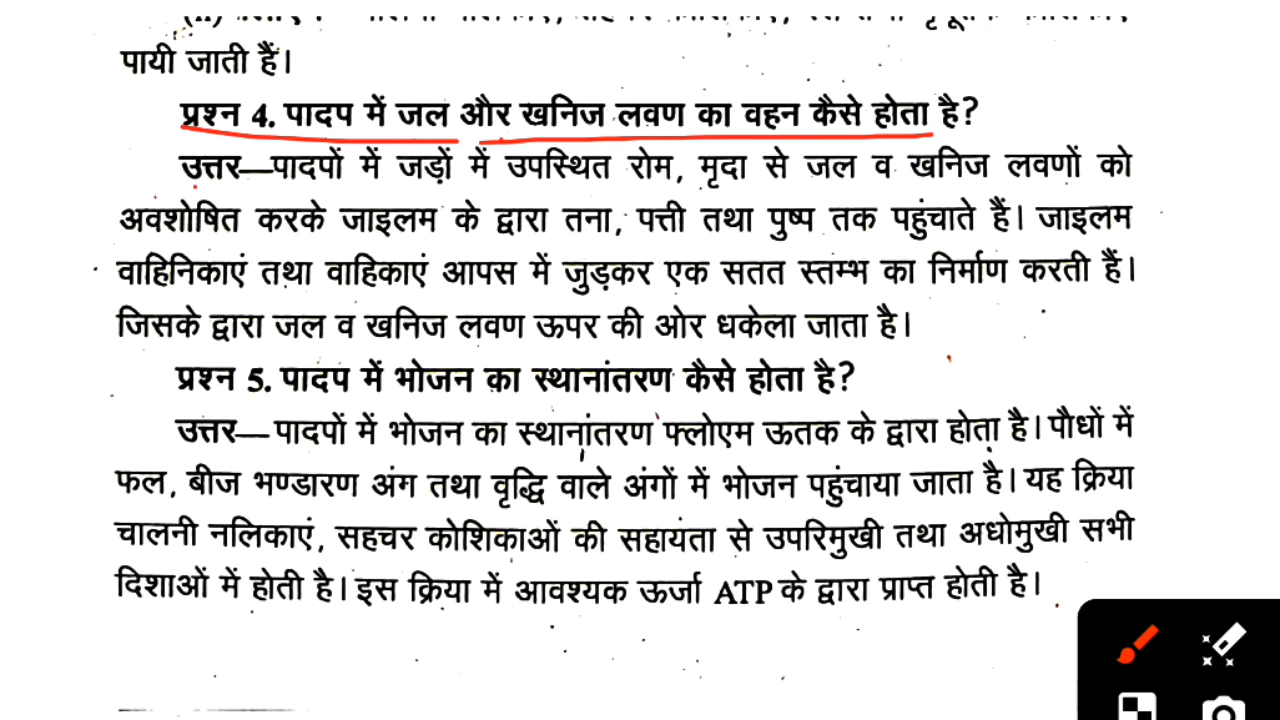 पायी जाती हैं।
प्रश्न 4. पादप में जल और खनिज लवण का वहन कैसे होता है?
उत्तर—पादपों में जड़ों में उपस्थित रोम, मृदा से जल व खनिज लवणों को
अवशोषित करके जाइलम के द्वारा तना, पत्ती तथा पुष्प तक पहुंचाते हैं। जाइलम
वाहिनिकाएं तथा वाहिकाएं आपस में जुड़कर एक सतत स्तम्भ का निर्माण करती हैं।
जिसके द्वारा जल व खनिज लवण ऊपर की ओर धकेला जाता है।
प्रश्न 5. पादप में भोजन का स्थानांतरण कैसे होता है?
उत्तर—पादपों में भोजन का स्थानांतरण फ्लोएम ऊतक के द्वारा होता है। पौधों में
फल, बीज भण्डारण अंग तथा वृद्धि वाले अंगों में भोजन पहुंचाया जाता है। यह क्रिया
चालनी नलिकाएं, सहचर कोशिकाओं की सहायता से उपरिमुखी तथा अधोमुखी सभी
दिशाओं में होती है। इस क्रिया में आवश्यक ऊर्जा ATP के द्वारा प्राप्त होती है।